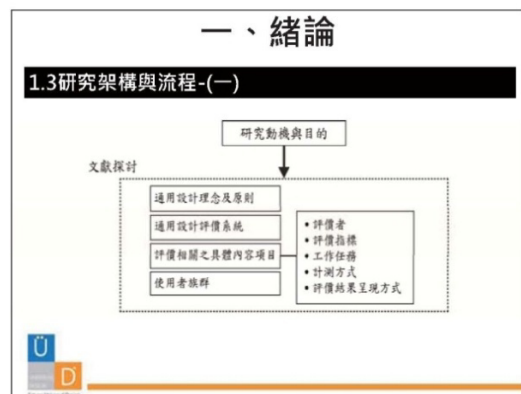 一、緒論
1.3研究架構與流程-(一)
研究動機與目的
文獻探討
通用設計理念及原則
通用設計評價系統
評價相關之具體內容項目
使用者族群
• 評價者
• 評價指標
• 工作任務
• 計測方式
• 評價結果呈現方式
Ü
D